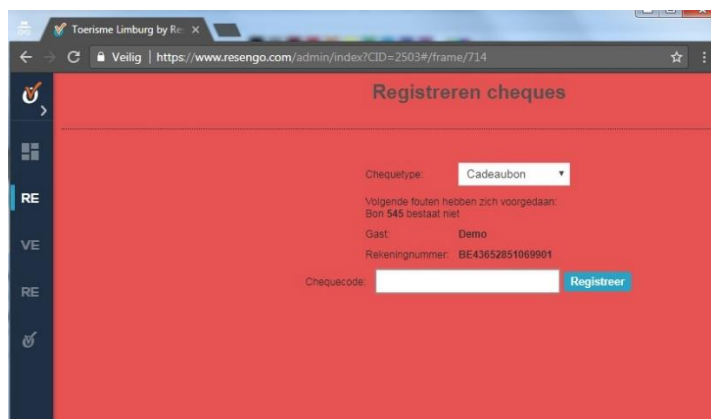 Toerisme Limburg by Re
Veilig https://www.resengo.com/admin/index?CID=2503#/frame/714
Registreren cheques
Chequetype: Cadeaubon
RE
Volgende fouten hebben zich voorgedaan:
Bon 545 bestaat niet
Gast: Demo
VE
Rekeningnummer: BE43652851069901
Chequecode: Registreer
RE